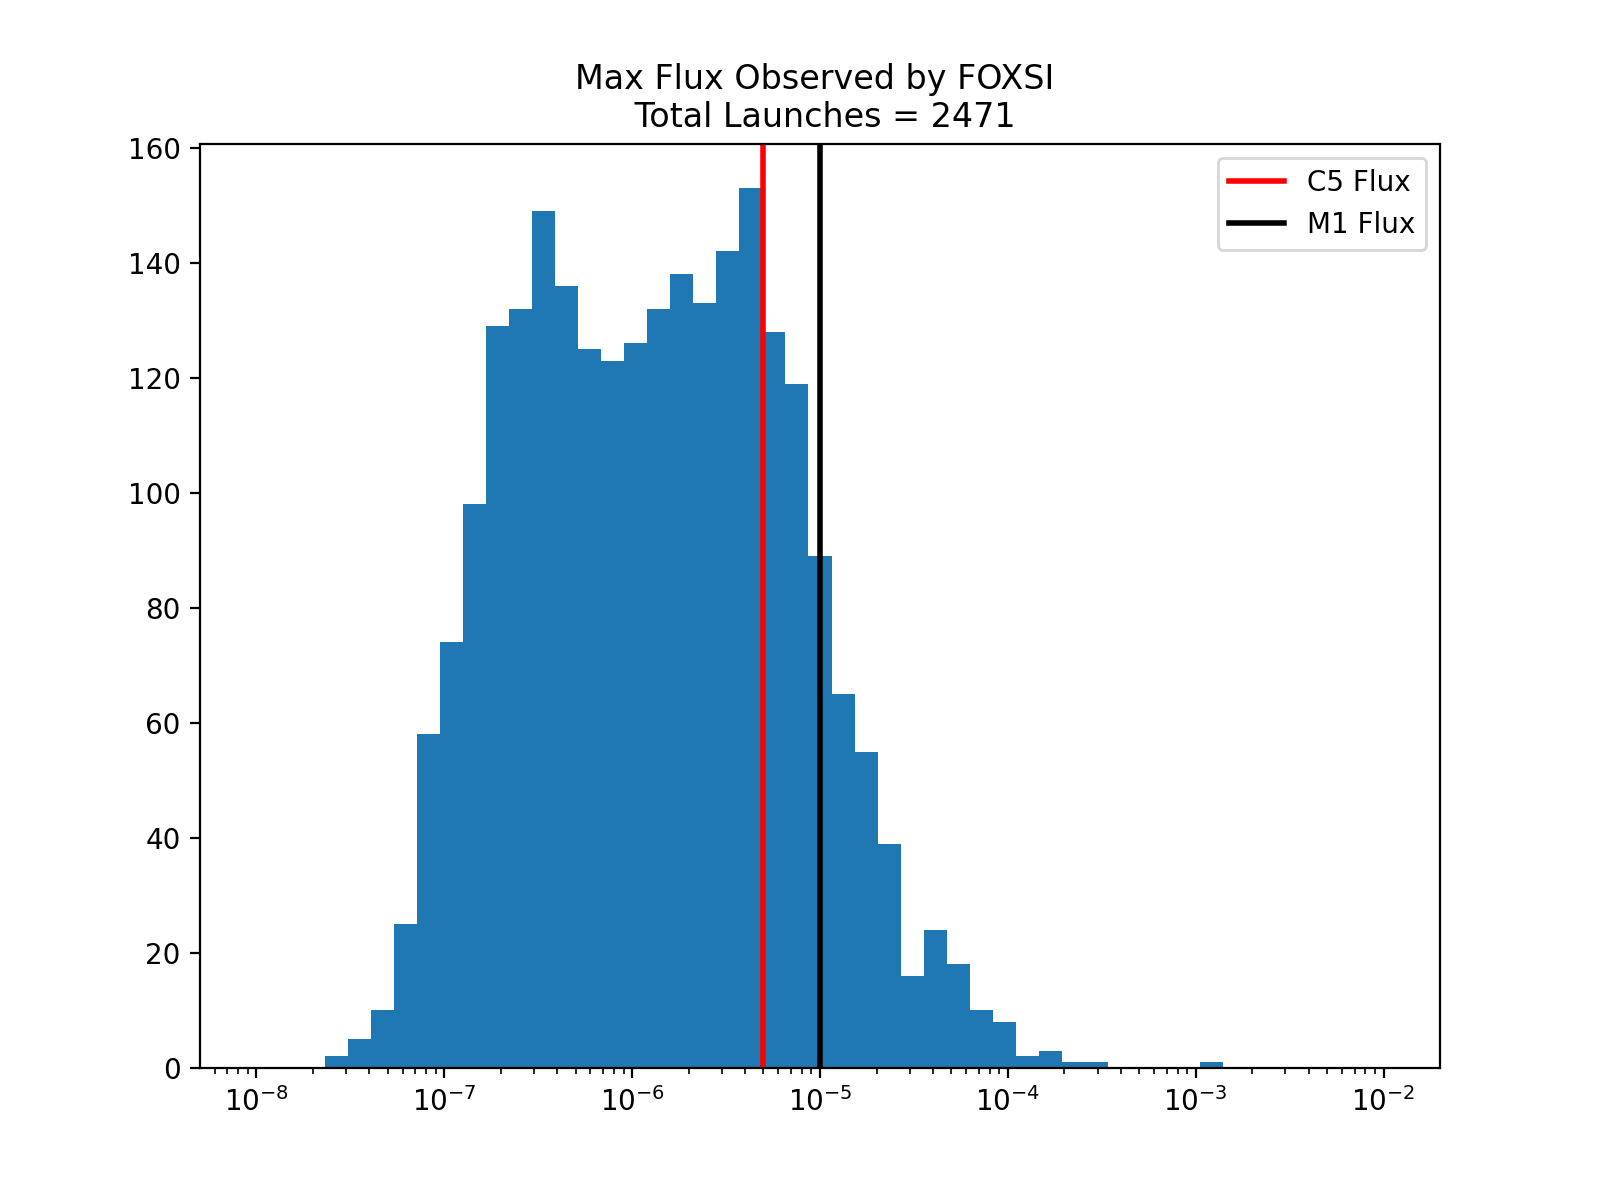 Max Flux Observed by FOXSI
Total Launches = 2471
160
140
120
100
80
60
40
20
0
C5 Flux
M1 Flux
10⁻⁸ 10⁻⁷ 10⁻⁶ 10⁻⁵ 10⁻⁴ 10⁻³ 10⁻²